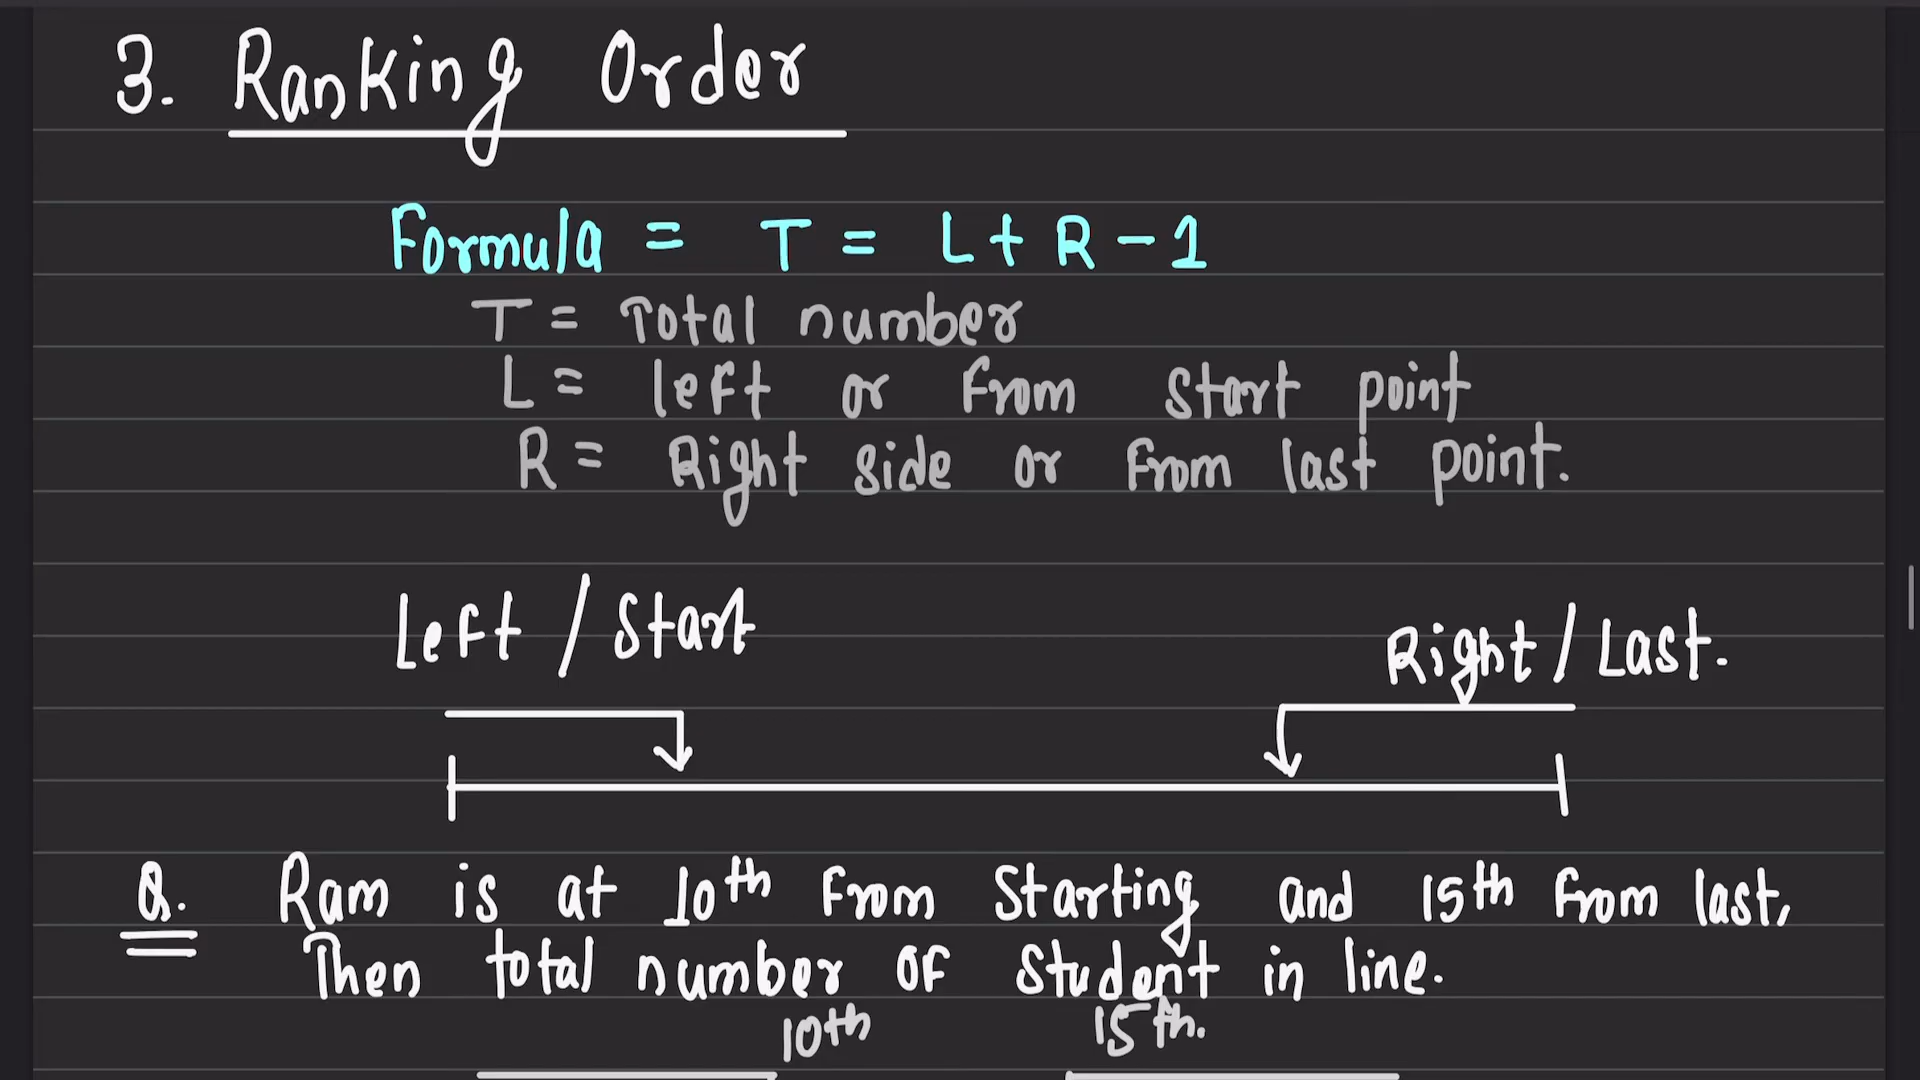 3. Ranking Order
Formula = T = L + R - 1
T = Total number
L = left or from start point
R = Right side or from last point.
Left / Start
Right / Last.
Q. Ram is at 10th from Starting and 15th from last,
Then total number of Student in line.
10th 15th.